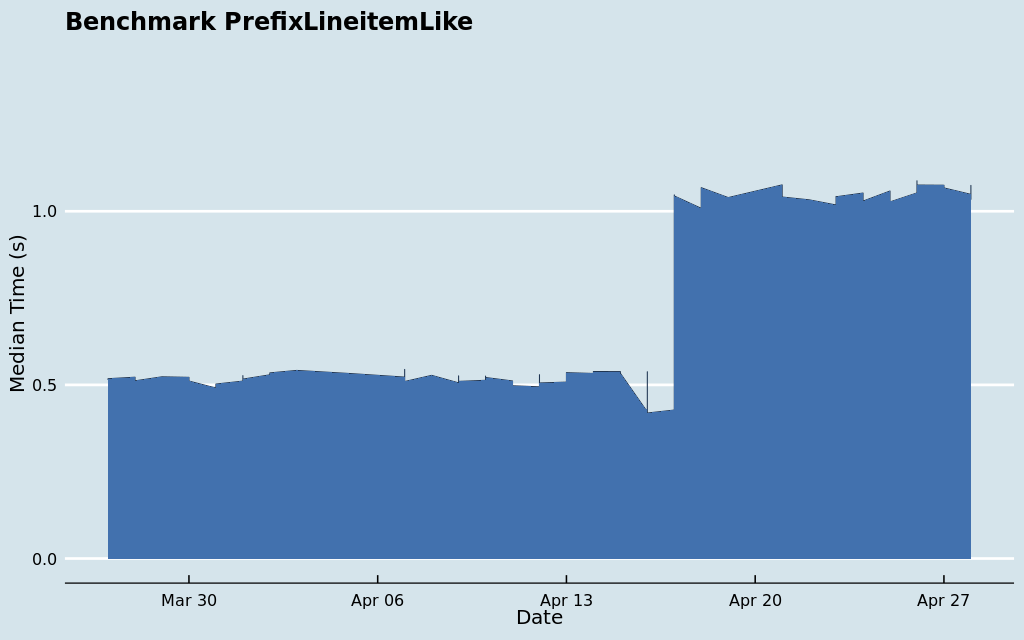 Benchmark PrefixLineitemLike
Median Time (s)
1.0
0.5
0.0
Mar 30
Apr 06
Apr 13
Apr 20
Apr 27
Date